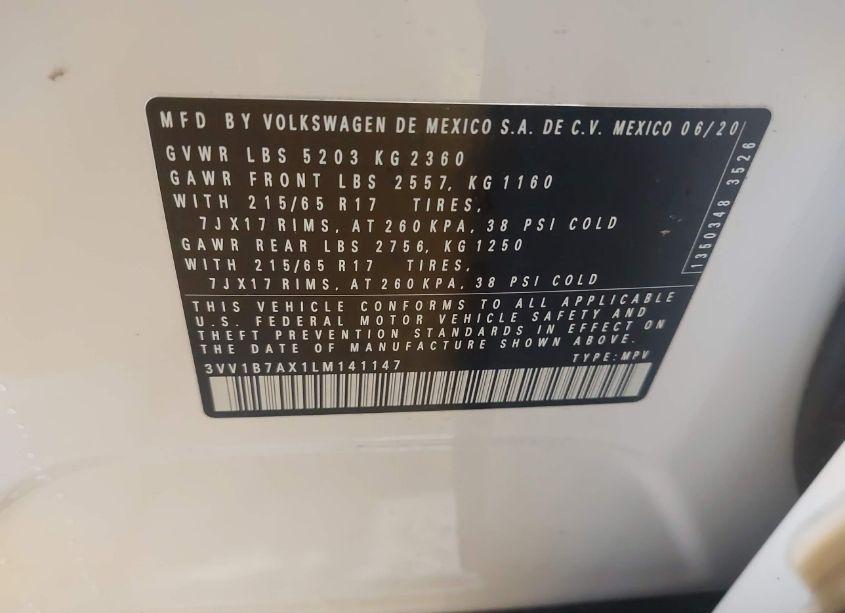 MFD BY VOLKSWAGEN DE MEXICO S.A. DE C.V. MEXICO 06/20
GVWR LBS 5203 KG 2360
GAWR FRONT LBS 2557, KG1160
WITH 215/65 R17 TIRES,
7JX17 RIMS, AT 260 KPA, 38 PSI COLD
GAWR REAR LBS 2756, KG1250
WITH 215/65 R17 TIRES,
7JX17 RIMS, AT 260 KPA, 38 PSI COLD
THIS VEHICLE CONFORMS TO ALL APPLICABLE
U.S. FEDERAL MOTOR VEHICLE SAFETY AND
THEFT PREVENTION STANDARDS IN EFFECT ON
THE DATE OF MANUFACTURE SHOWN ABOVE.
3VV1B7AX1LM141147 TYPE:MPV
1350348 3526